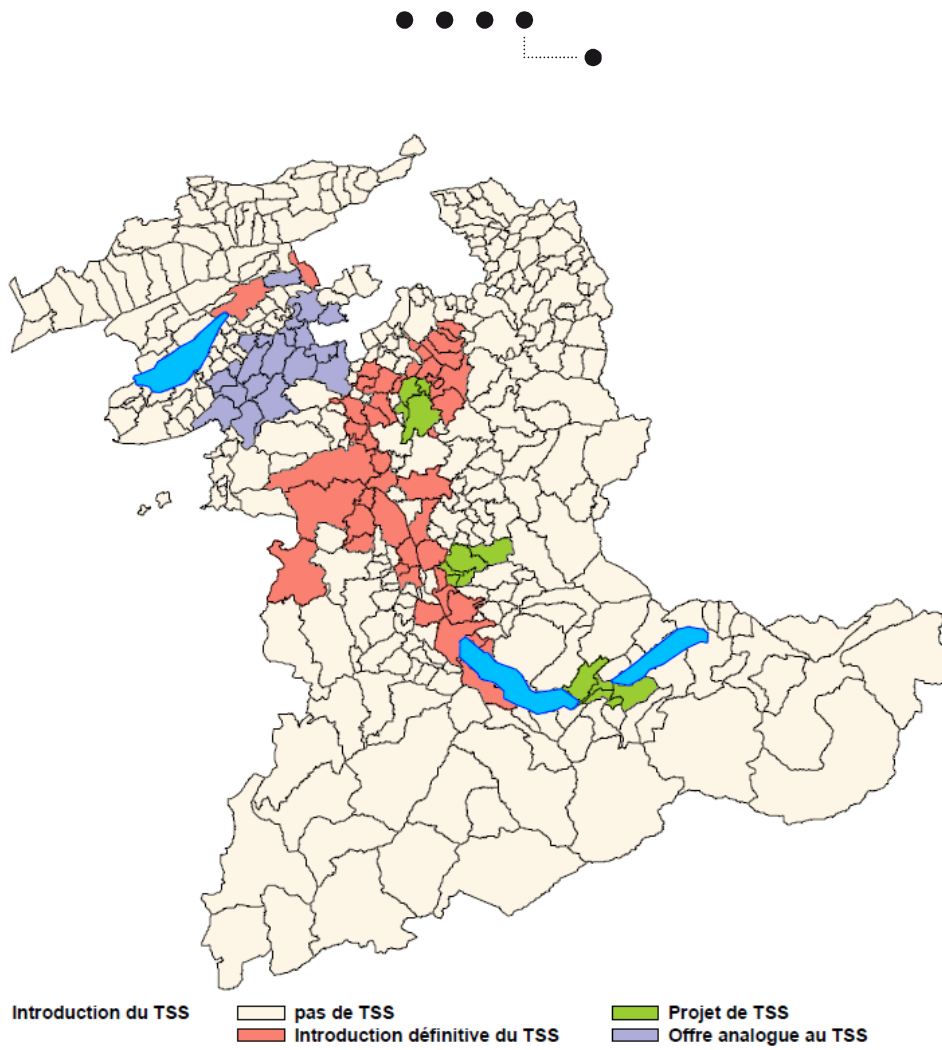 Introduction du TSS
pas de TSS
Introduction définitive du TSS
Projet de TSS
Offre analogue au TSS